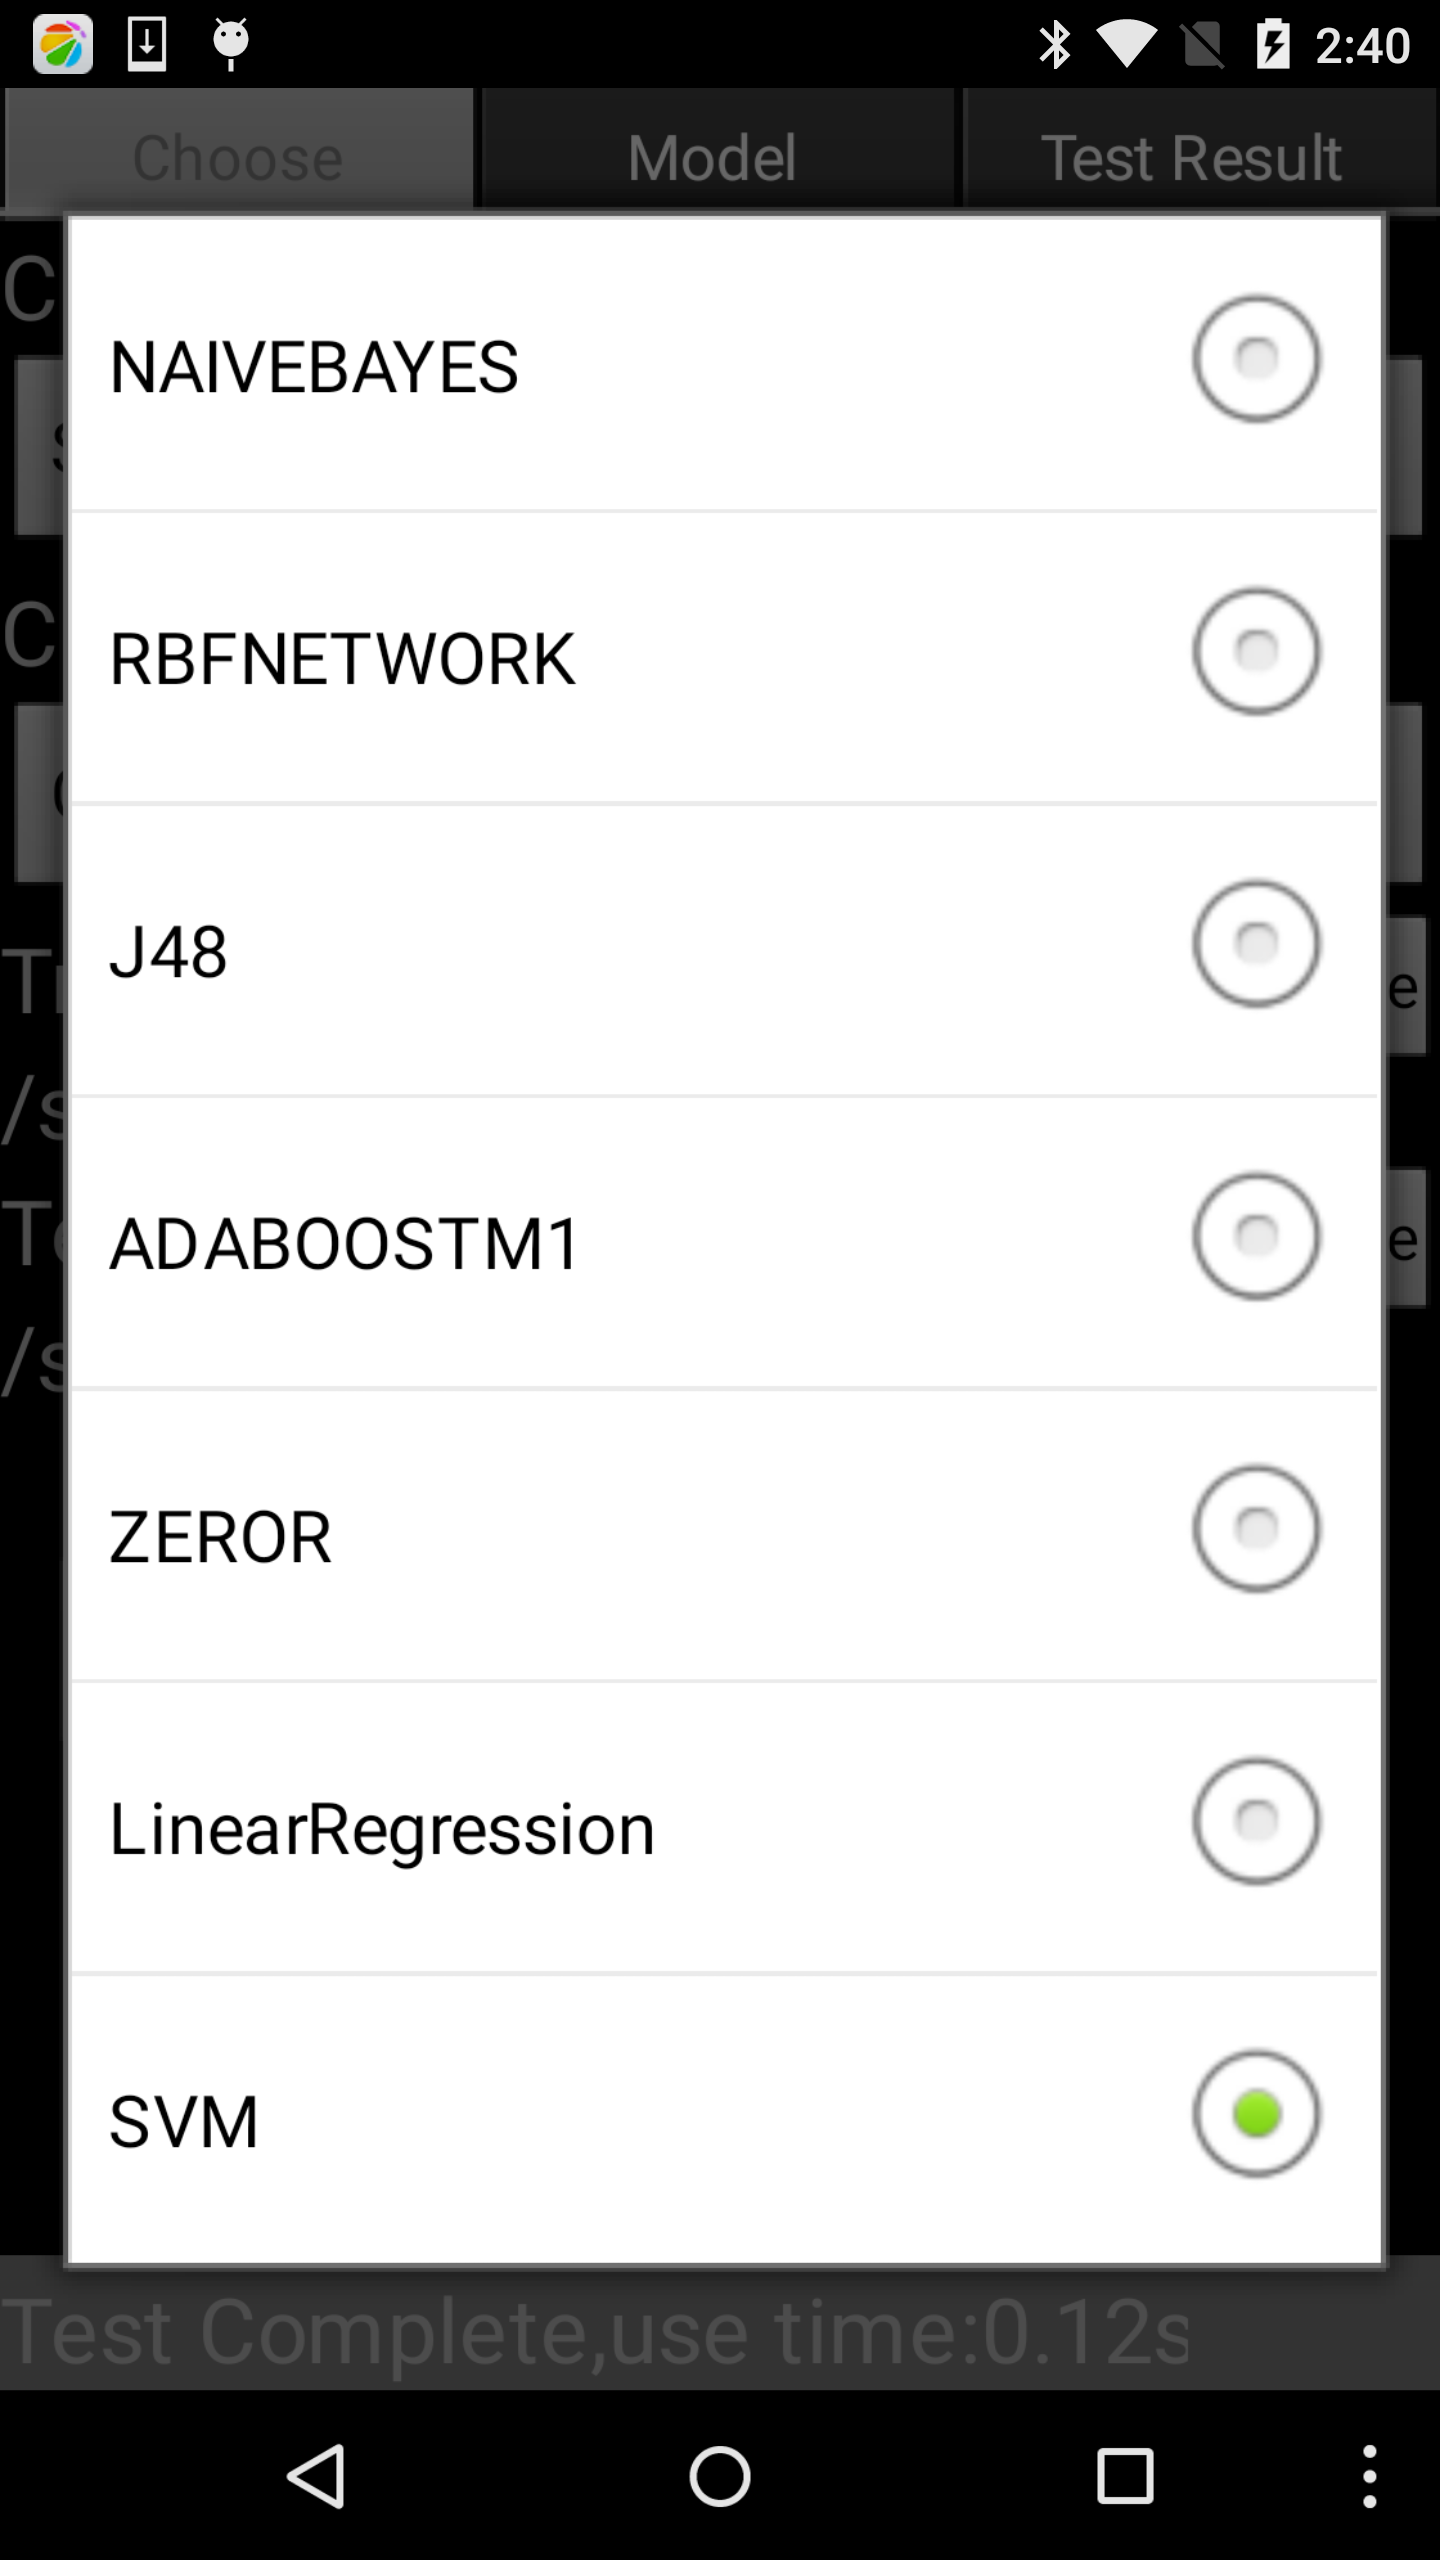 2:40
Choose Model Test Result
NAIVEBAYES
RBFNETWORK
J48
ADABOOSTM1
ZEROR
LinearRegression
SVM
Test Complete,use time:0.12s